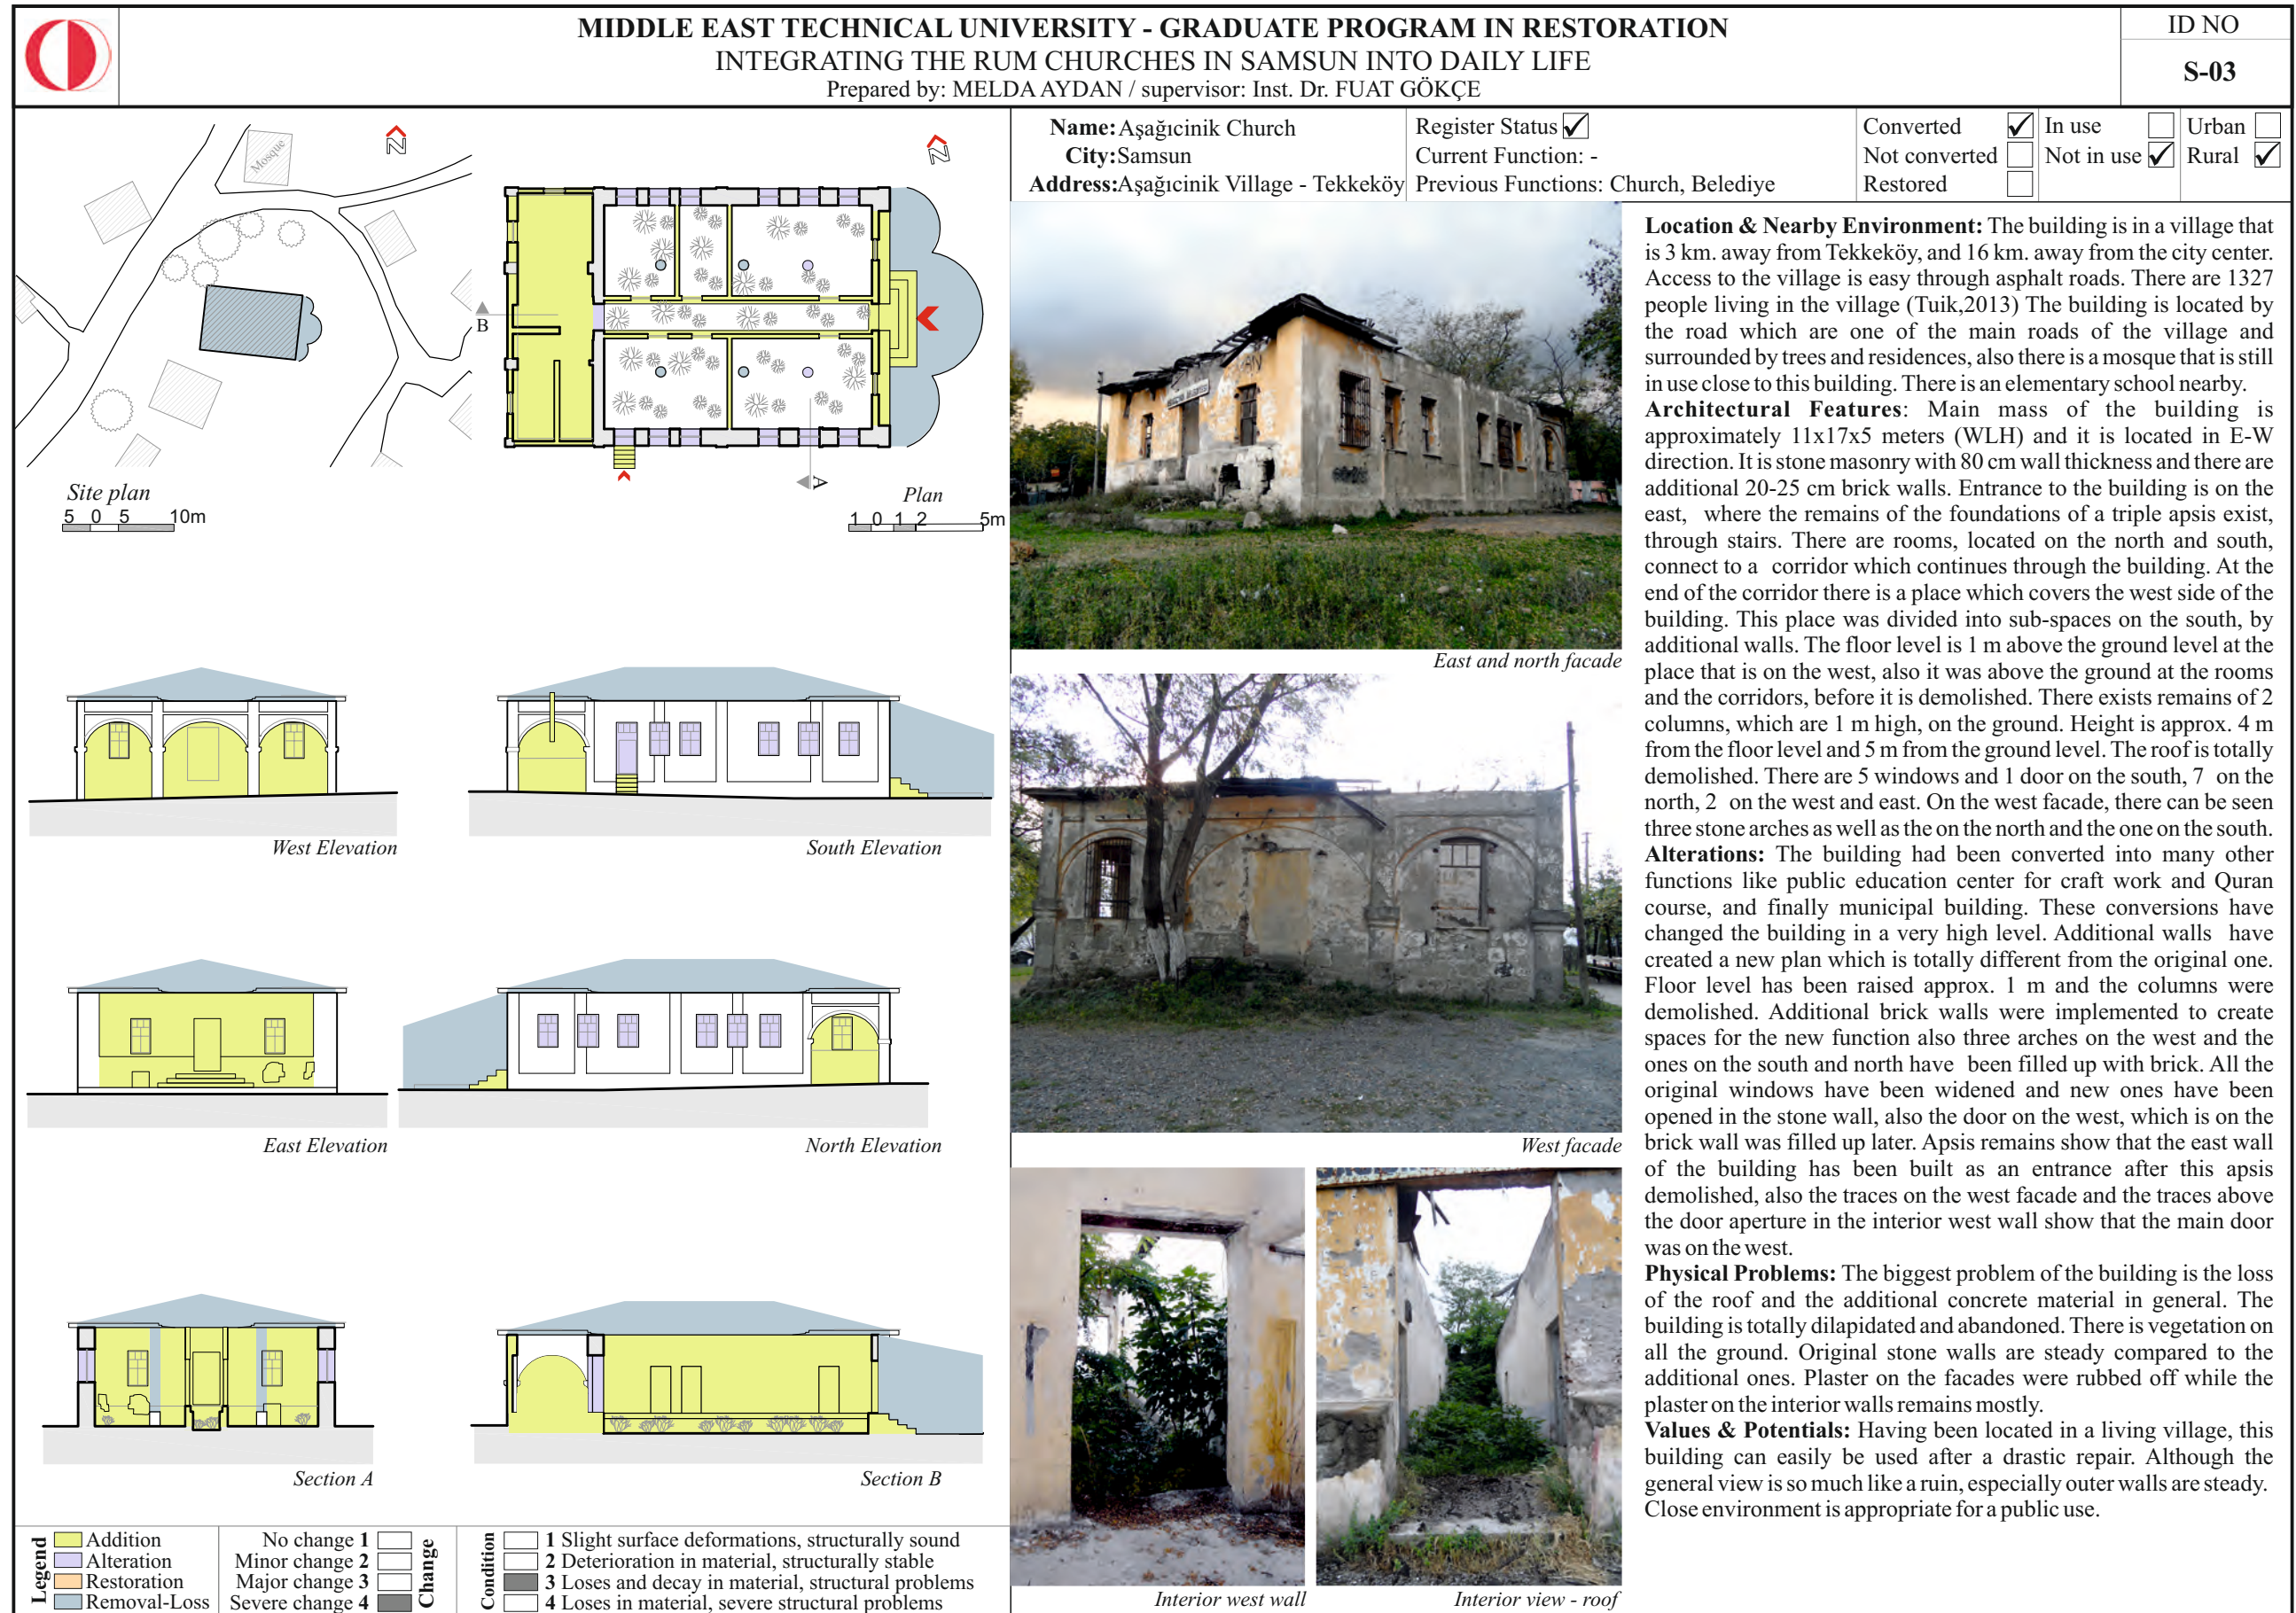 MIDDLE EAST TECHNICAL UNIVERSITY - GRADUATE PROGRAM IN RESTORATION
INTEGRATING THE RUM CHURCHES IN SAMSUN INTO DAILY LIFE
Prepared by: MELDA AYDAN / supervisor: Inst. Dr. FUAT GÖKÇE
ID NO
S-03
Name: Aşağıcinik Church
City: Samsun
Address: Aşağıcinik Village - Tekkeköy
Register Status
Current Function: -
Previous Functions: Church, Belediye
Converted
Not converted
Restored
In use
Not in use
Urban
Rural
Mosque
N
N
B
A
Site plan
5 0 5 10m
Plan
1 0 1 2 5m
West Elevation
South Elevation
East Elevation
North Elevation
Section A
Section B
Legend
Addition
Alteration
Restoration
Removal-Loss
No change 1
Minor change 2
Major change 3
Severe change 4
Change
Condition
1 Slight surface deformations, structurally sound
2 Deterioration in material, structurally stable
3 Loses and decay in material, structural problems
4 Loses in material, severe structural problems
East and north facade
West facade
Interior west wall
Interior view - roof
Location & Nearby Environment: The building is in a village that
is 3 km. away from Tekkeköy, and 16 km. away from the city center.
Access to the village is easy through asphalt roads. There are 1327
people living in the village (Tuik,2013) The building is located by
the road which are one of the main roads of the village and
surrounded by trees and residences, also there is a mosque that is still
in use close to this building. There is an elementary school nearby.
Architectural Features: Main mass of the building is
approximately 11x17x5 meters (WLH) and it is located in E-W
direction. It is stone masonry with 80 cm wall thickness and there are
additional 20-25 cm brick walls. Entrance to the building is on the
east, where the remains of the foundations of a triple apsis exist,
through stairs. There are rooms, located on the north and south,
connect to a corridor which continues through the building. At the
end of the corridor there is a place which covers the west side of the
building. This place was divided into sub-spaces on the south, by
additional walls. The floor level is 1 m above the ground level at the
place that is on the west, also it was above the ground at the rooms
and the corridors, before it is demolished. There exists remains of 2
columns, which are 1 m high, on the ground. Height is approx. 4 m
from the floor level and 5 m from the ground level. The roof is totally
demolished. There are 5 windows and 1 door on the south, 7 on the
north, 2 on the west and east. On the west facade, there can be seen
three stone arches as well as the on the north and the one on the south.
Alterations: The building had been converted into many other
functions like public education center for craft work and Quran
course, and finally municipal building. These conversions have
changed the building in a very high level. Additional walls have
created a new plan which is totally different from the original one.
Floor level has been raised approx. 1 m and the columns were
demolished. Additional brick walls were implemented to create
spaces for the new function also three arches on the west and the
ones on the south and north have been filled up with brick. All the
original windows have been widened and new ones have been
opened in the stone wall, also the door on the west, which is on the
brick wall was filled up later. Apsis remains show that the east wall
of the building has been built as an entrance after this apsis
demolished, also the traces on the west facade and the traces above
the door aperture in the interior west wall show that the main door
was on the west.
Physical Problems: The biggest problem of the building is the loss
of the roof and the additional concrete material in general. The
building is totally dilapidated and abandoned. There is vegetation on
all the ground. Original stone walls are steady compared to the
additional ones. Plaster on the facades were rubbed off while the
plaster on the interior walls remains mostly.
Values & Potentials: Having been located in a living village, this
building can easily be used after a drastic repair. Although the
general view is so much like a ruin, especially outer walls are steady.
Close environment is appropriate for a public use.